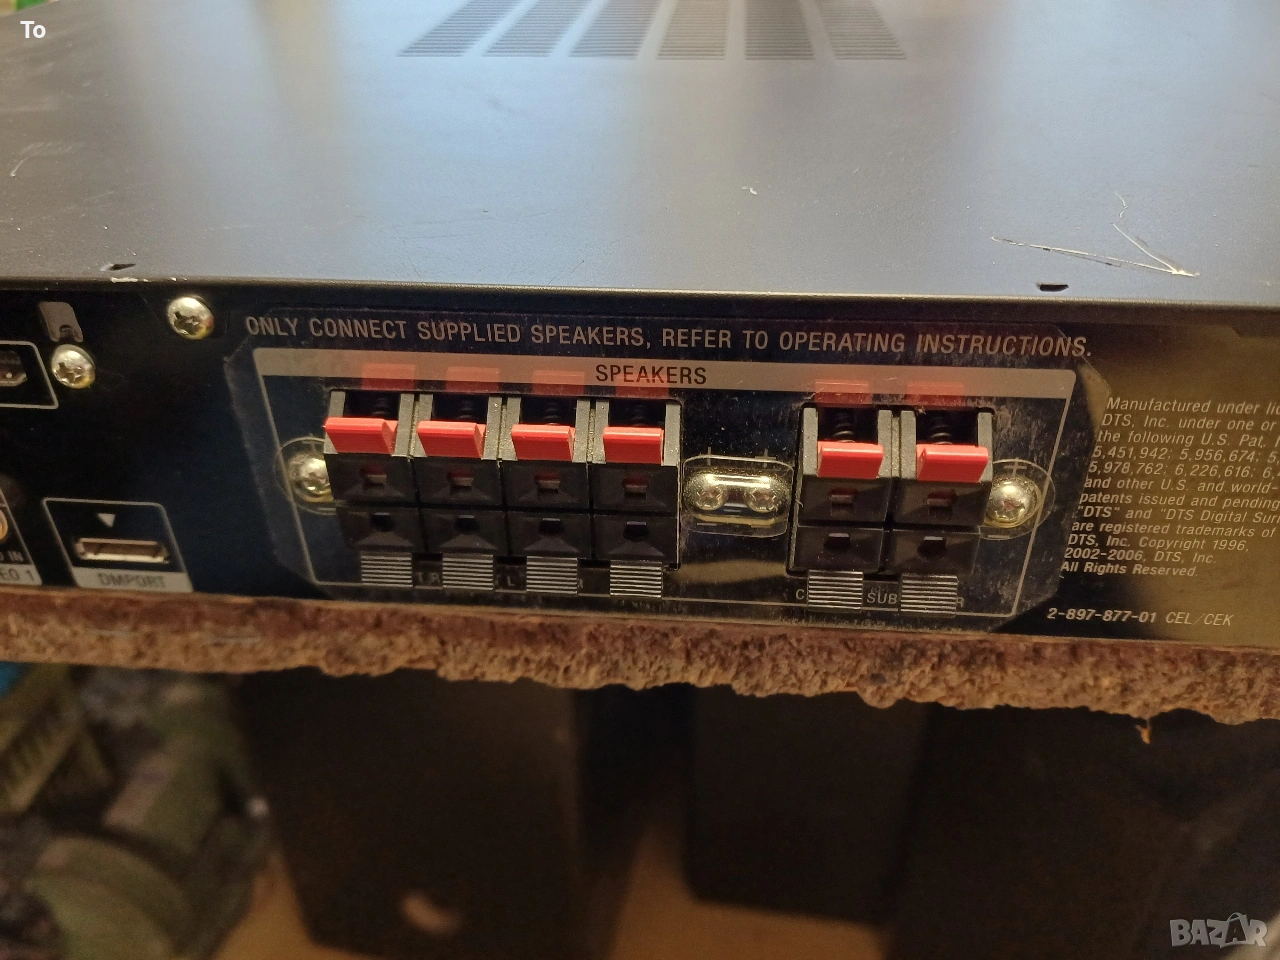 To
ONLY CONNECT SUPPLIED SPEAKERS, REFER TO OPERATING INSTRUCTIONS.
SPEAKERS
Manufactured under
DTS, Inc. under one or
the following U.S. Pat.
5,451,942; 5,956,674;
5,978,762; 6,226,616; 6,
and other U.S. and world-
patents issued and pending
"DTS" and "DTS Digital
are registered trademarks of
DTS, Inc. Copyright 1996,
2002-2006, DTS, Inc.
All Rights Reserved.
IN
DMPORT
L
C
SUB
R
2-897-877-01 CEL/CEK
BAZAR